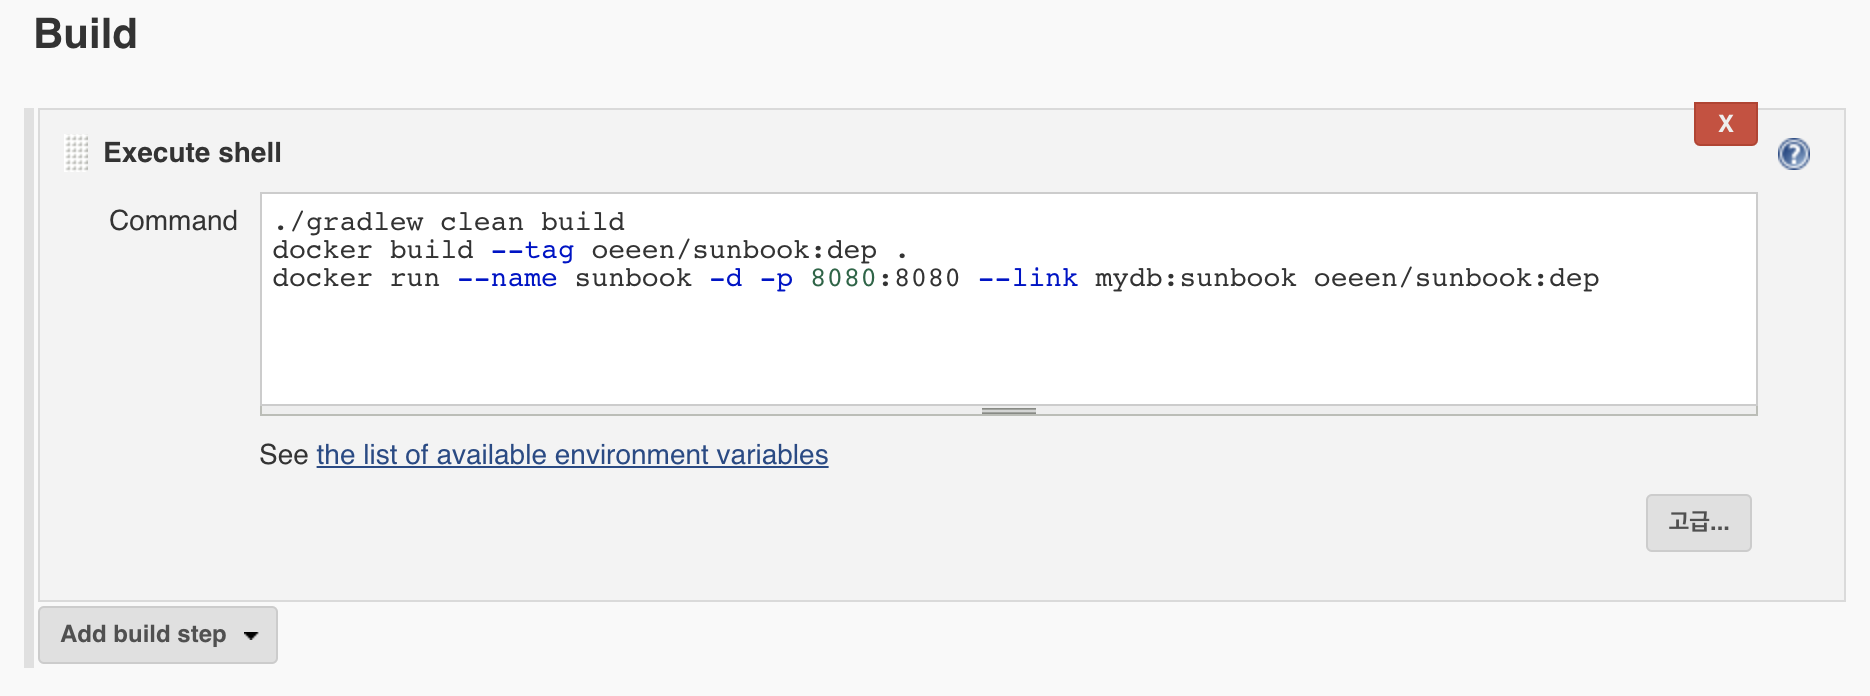 Build
X
Execute shell
Command
./gradlew clean build
docker build --tag oeeen/sunbook:dep .
docker run --name sunbook -d -p 8080:8080 --link mydb:sunbook oeeen/sunbook:dep
See the list of available environment variables
고급...
Add build step